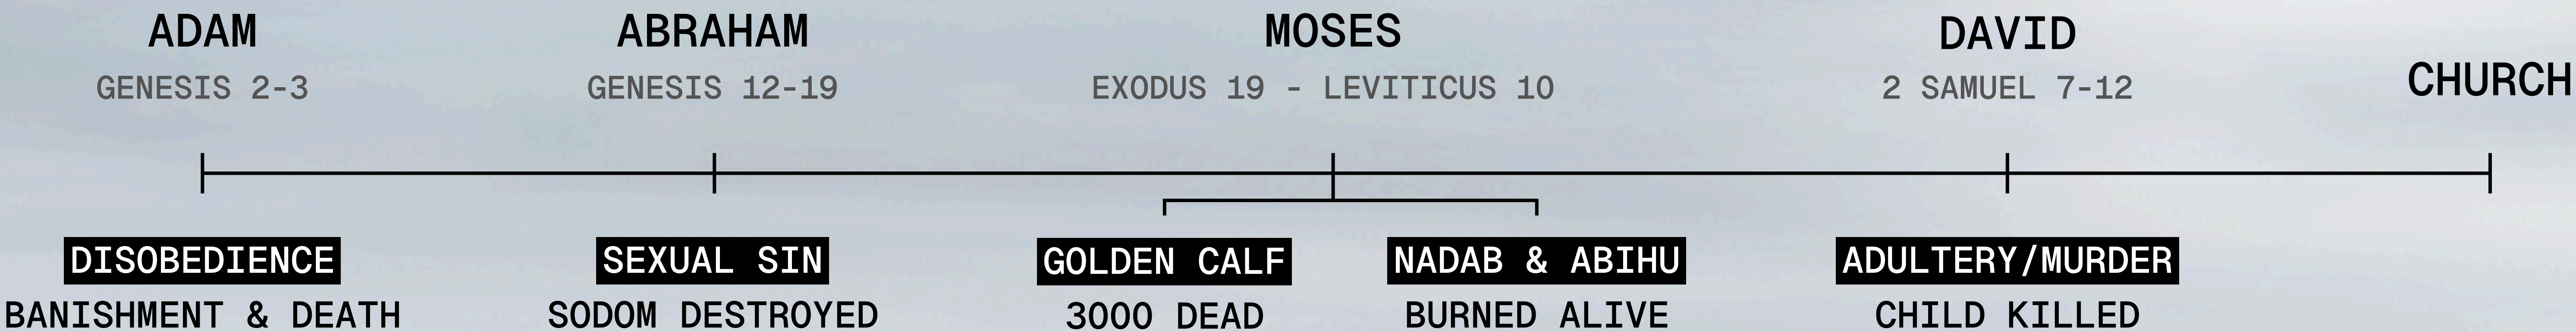 ADAM
GENESIS 2-3
ABRAHAM
GENESIS 12-19
MOSES
EXODUS 19 - LEVITICUS 10
DAVID
2 SAMUEL 7-12
CHURCH
DISOBEDIENCE
BANISHMENT & DEATH
SEXUAL SIN
SODOM DESTROYED
GOLDEN CALF
3000 DEAD
NADAB & ABIHU
BURNED ALIVE
ADULTERY/MURDER
CHILD KILLED